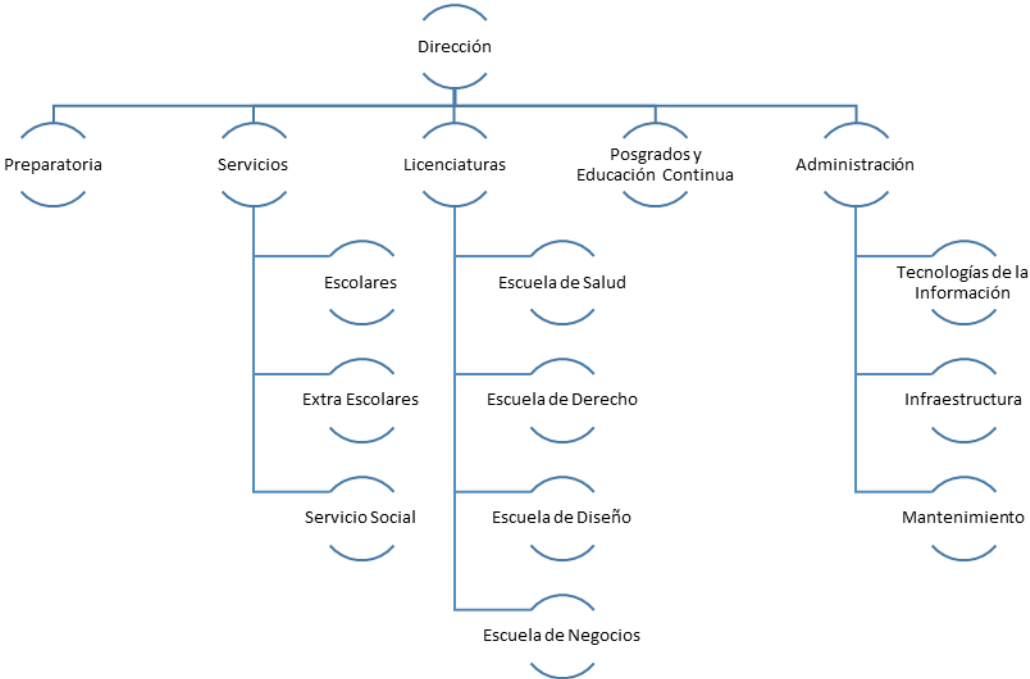 Dirección
Preparatoria
Servicios
Licenciaturas
Posgrados y
Educación Continua
Administración
Escolares
Escuela de Salud
Tecnologías de la
Información
Extra Escolares
Escuela de Derecho
Infraestructura
Servicio Social
Escuela de Diseño
Mantenimiento
Escuela de Negocios